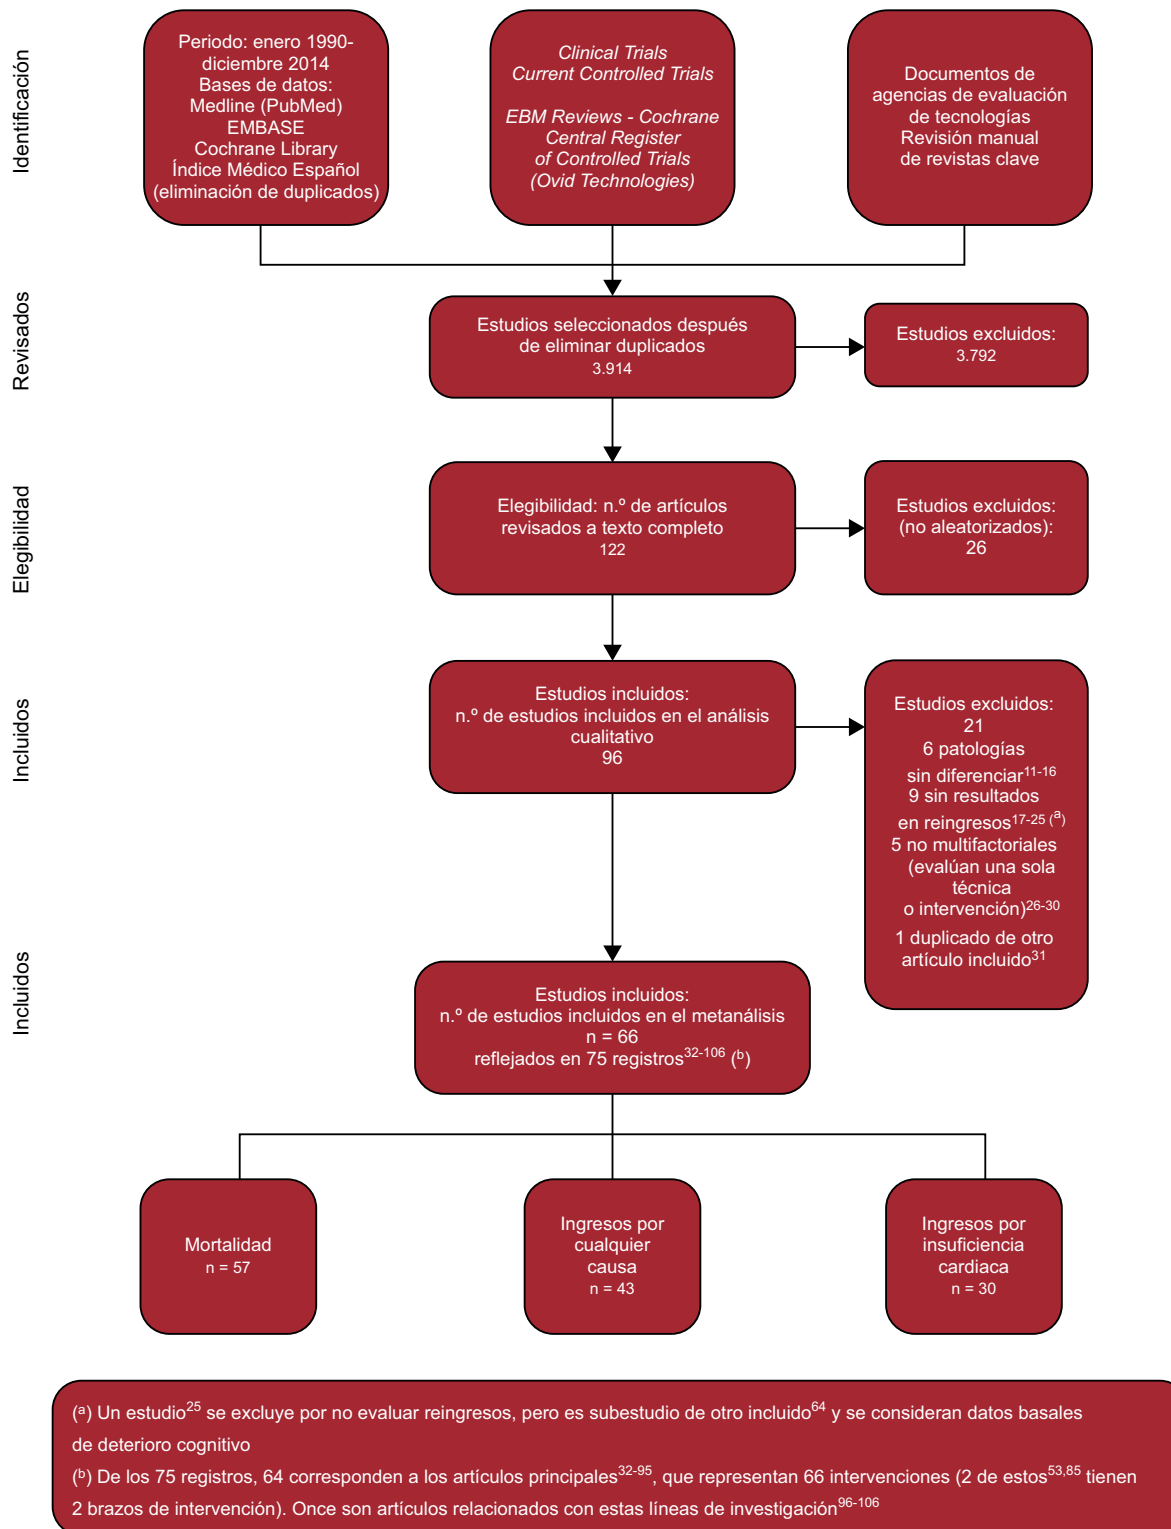 Identificación
Periodo: enero 1990-
diciembre 2014
Bases de datos:
Medline (PubMed)
EMBASE
Cochrane Library
Índice Médico Español
(eliminación de duplicados)
Clinical Trials
Current Controlled Trials
EBM Reviews - Cochrane
Central Register
of Controlled Trials
(Ovid Technologies)
Documentos de
agencias de evaluación
de tecnologías
Revisión manual
de revistas clave
Revisados
Estudios seleccionados después
de eliminar duplicados
3.914
Estudios excluidos:
3.792
Elegibilidad
Elegibilidad: n.º de artículos
revisados a texto completo
122
Estudios excluidos:
(no aleatorizados):
26
Incluidos
Estudios incluidos:
n.º de estudios incluidos en el análisis
cualitativo
96
Estudios excluidos:
21
6 patologías
sin diferenciar11-16
9 sin resultados
en reingresos17-25 (a)
5 no multifactoriales
(evalúan una sola
técnica
o intervención)26-30
1 duplicado de otro
artículo incluido31
Incluidos
Estudios incluidos:
n.º de estudios incluidos en el metanálisis
n = 66
reflejados en 75 registros32-106 (b)
Mortalidad
n = 57
Ingresos por
cualquier
causa
n = 43
Ingresos por
insuficiencia
cardiaca
n = 30
(a) Un estudio25 se excluye por no evaluar reingresos, pero es subestudio de otro incluido64 y se consideran datos basales
de deterioro cognitivo
(b) De los 75 registros, 64 corresponden a los artículos principales32-95, que representan 66 intervenciones (2 de estos53,85 tienen
2 brazos de intervención). Once son artículos relacionados con estas líneas de investigación96-106